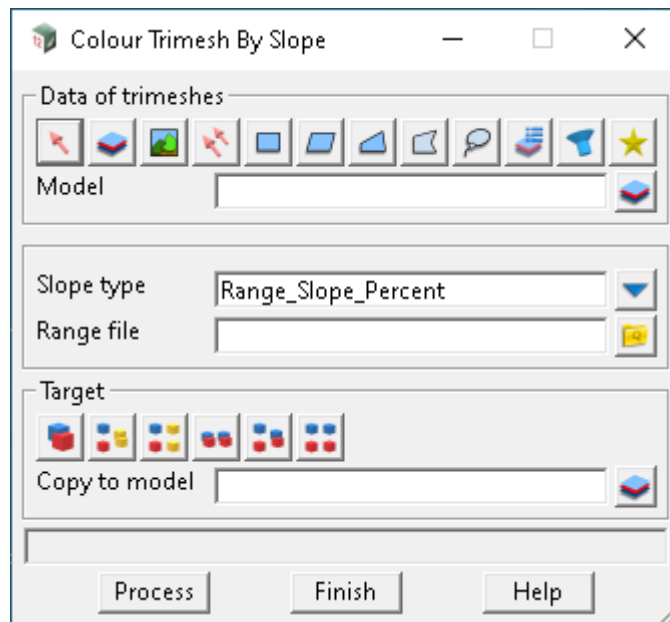 Colour Trimesh By Slope
Data of trimeshes
Model
Slope type Range_Slope_Percent
Range file
Target
Copy to model
Process Finish Help